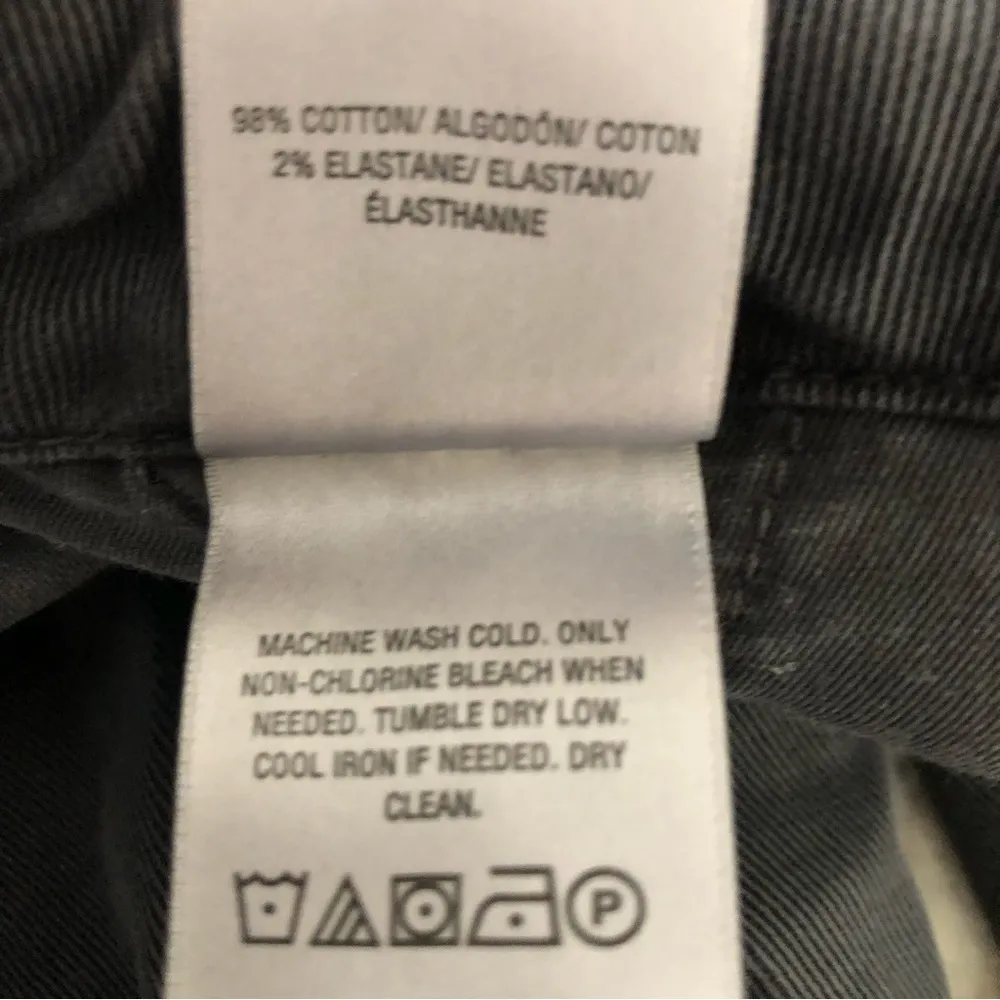 98% COTTON/ ALGODÓN/ COTON
2% ELASTANE/ ELASTANO/
ÉLASTHANNE
MACHINE WASH COLD. ONLY
NON-CHLORINE BLEACH WHEN
NEEDED. TUMBLE DRY LOW.
COOL IRON IF NEEDED. DRY
CLEAN.
P